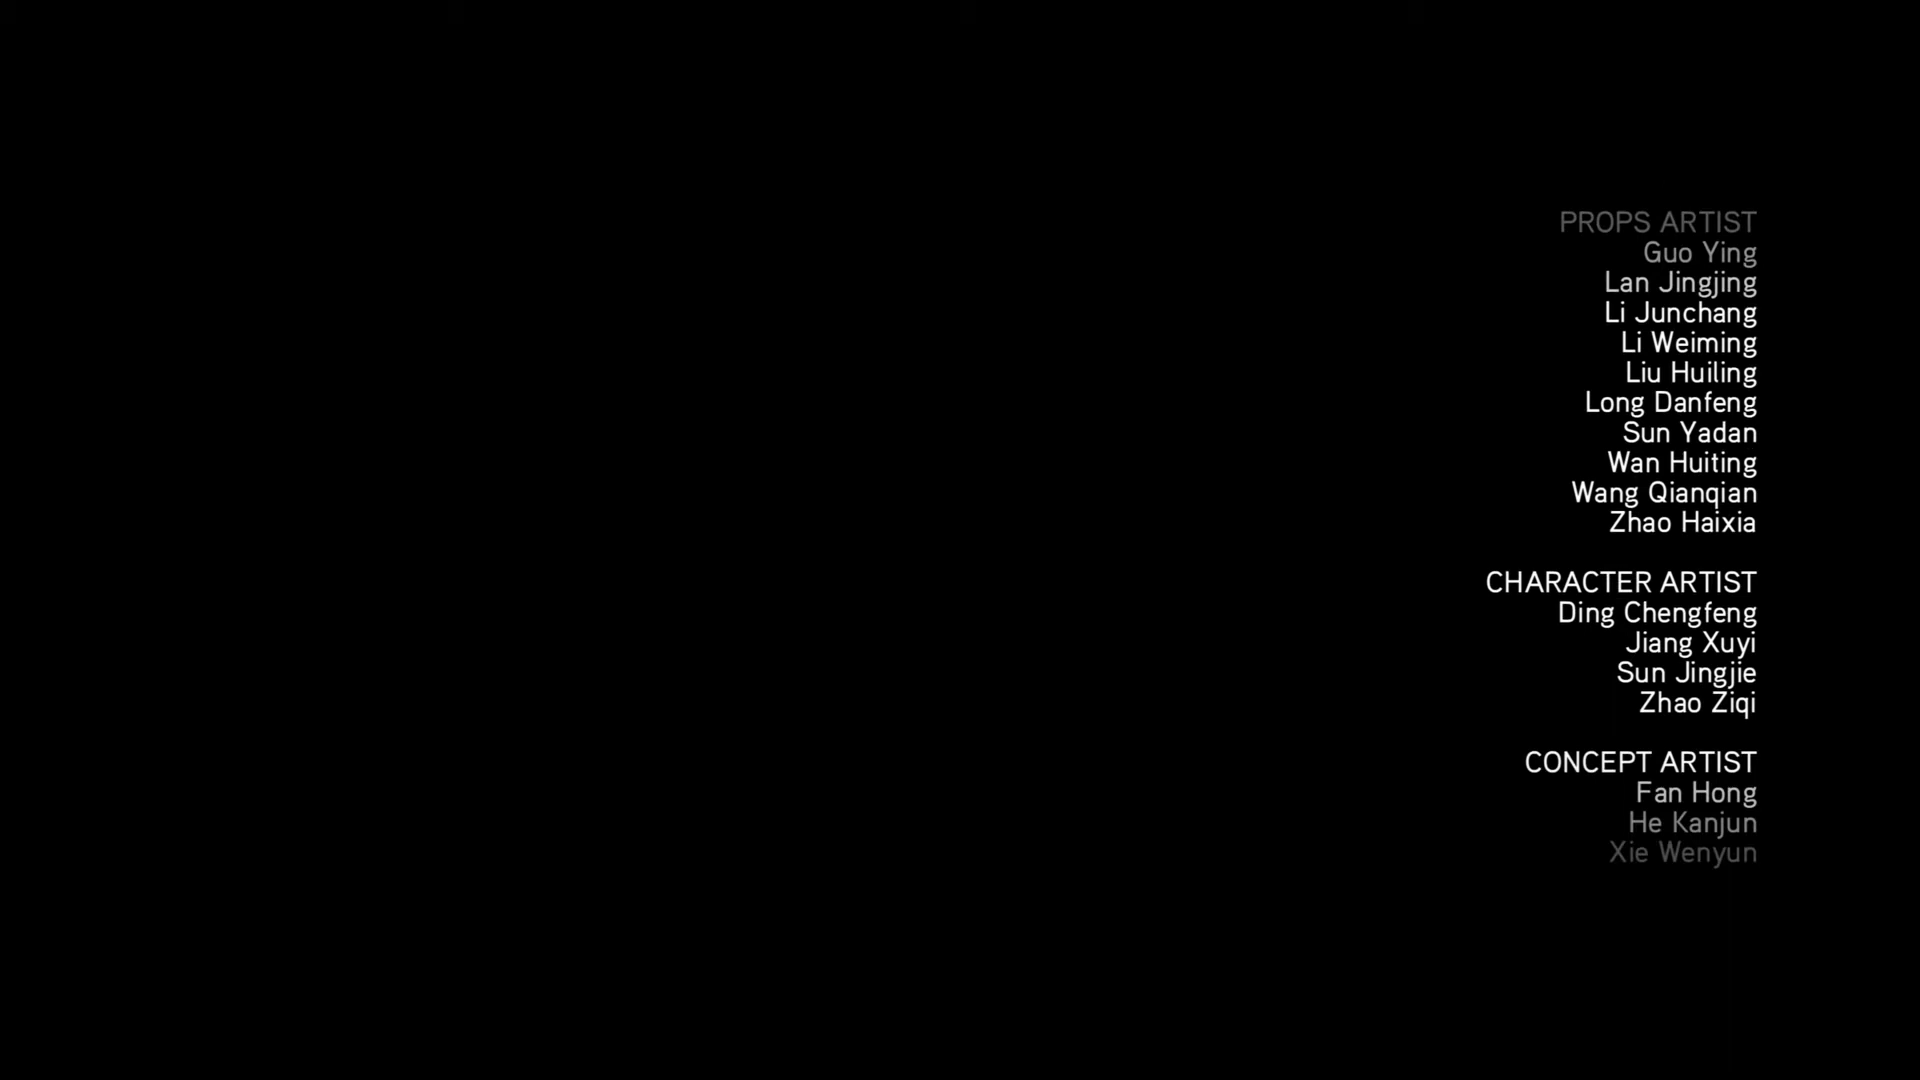 PROPS ARTIST
Guo Ying
Lan Jingjing
Li Junchang
Li Weiming
Liu Huiling
Long Danfeng
Sun Yadan
Wan Huiting
Wang Qianqian
Zhao Haixia
CHARACTER ARTIST
Ding Chengfeng
Jiang Xuyi
Sun Jingjie
Zhao Ziqi
CONCEPT ARTIST
Fan Hong
He Kanjun
Xie Wenyun